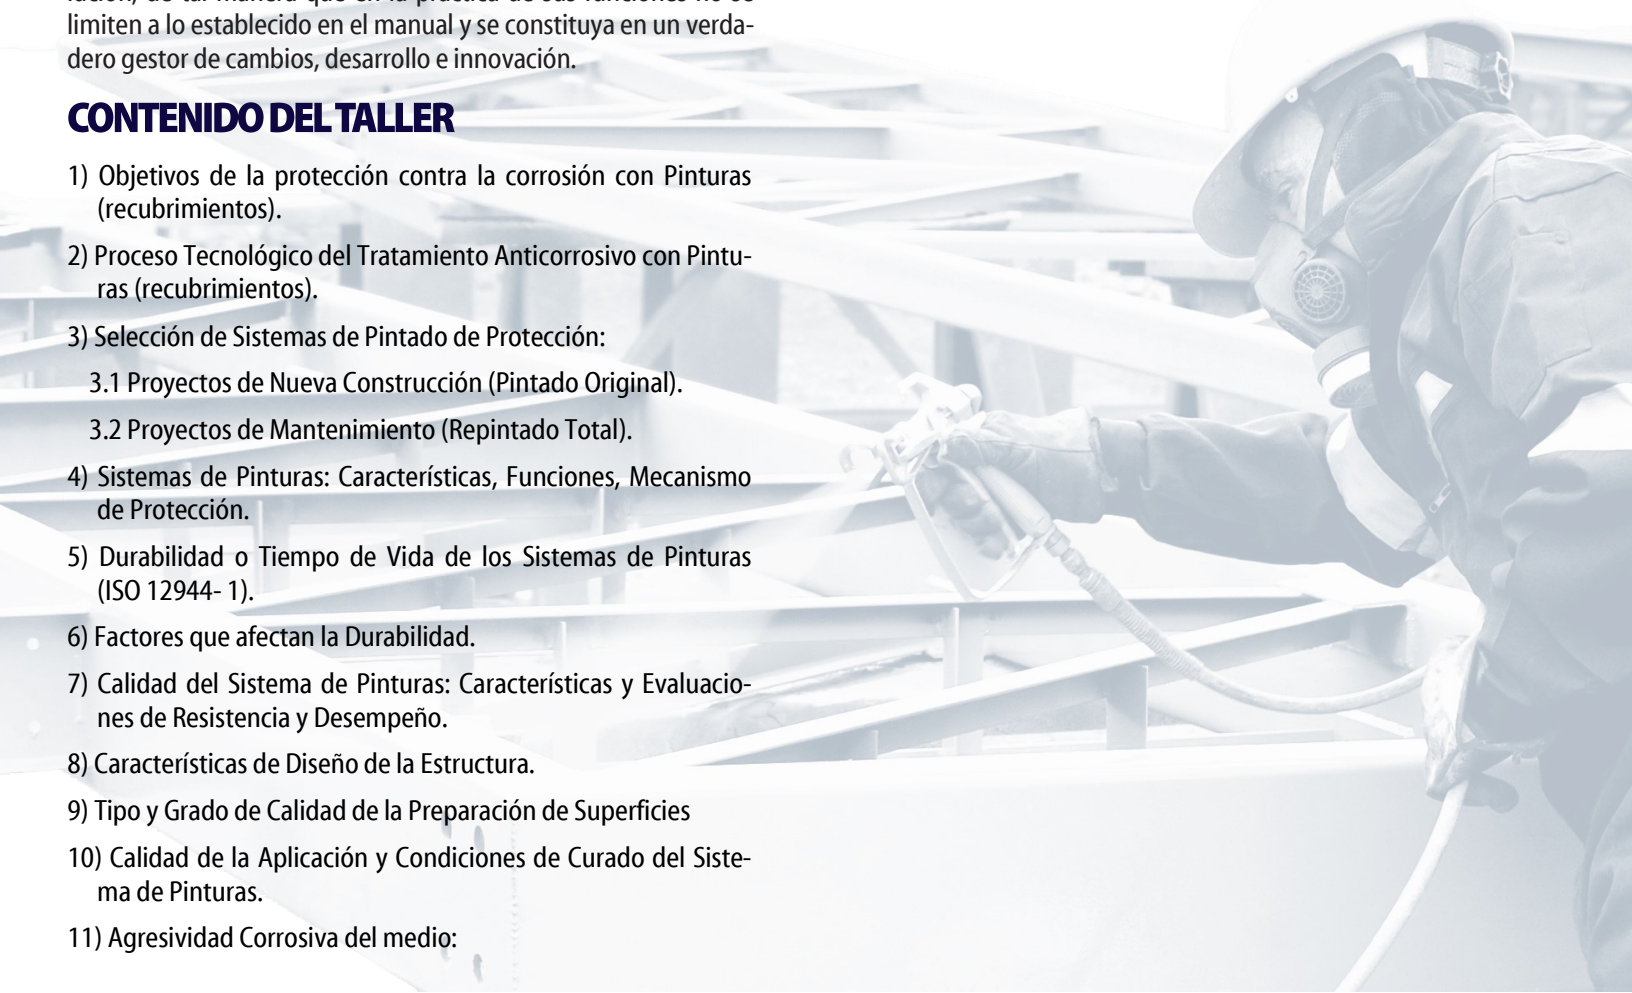 limiten a lo establecido en el manual y se constituya en un verda-
dero gestor de cambios, desarrollo e innovación.
CONTENIDO DEL TALLER
1) Objetivos de la protección contra la corrosión con Pinturas
(recubrimientos).
2) Proceso Tecnológico del Tratamiento Anticorrosivo con Pintu-
ras (recubrimientos).
3) Selección de Sistemas de Pintado de Protección:
3.1 Proyectos de Nueva Construcción (Pintado Original).
3.2 Proyectos de Mantenimiento (Repintado Total).
4) Sistemas de Pinturas: Características, Funciones, Mecanismo
de Protección.
5) Durabilidad o Tiempo de Vida de los Sistemas de Pinturas
(ISO 12944- 1).
6) Factores que afectan la Durabilidad.
7) Calidad del Sistema de Pinturas: Características y Evaluacio-
nes de Resistencia y Desempeño.
8) Características de Diseño de la Estructura.
9) Tipo y Grado de Calidad de la Preparación de Superficies
10) Calidad de la Aplicación y Condiciones de Curado del Siste-
ma de Pinturas.
11) Agresividad Corrosiva del medio: